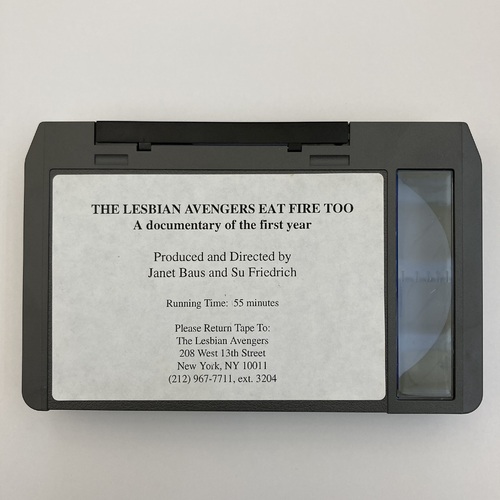 THE LESBIAN AVENGERS EAT FIRE TOO
A documentary of the first year
Produced and Directed by
Janet Baus and Su Friedrich
Running Time: 55 minutes
Please Return Tape To:
The Lesbian Avengers
208 West 13th Street
New York, NY 10011
(212) 967-7711, ext. 3204